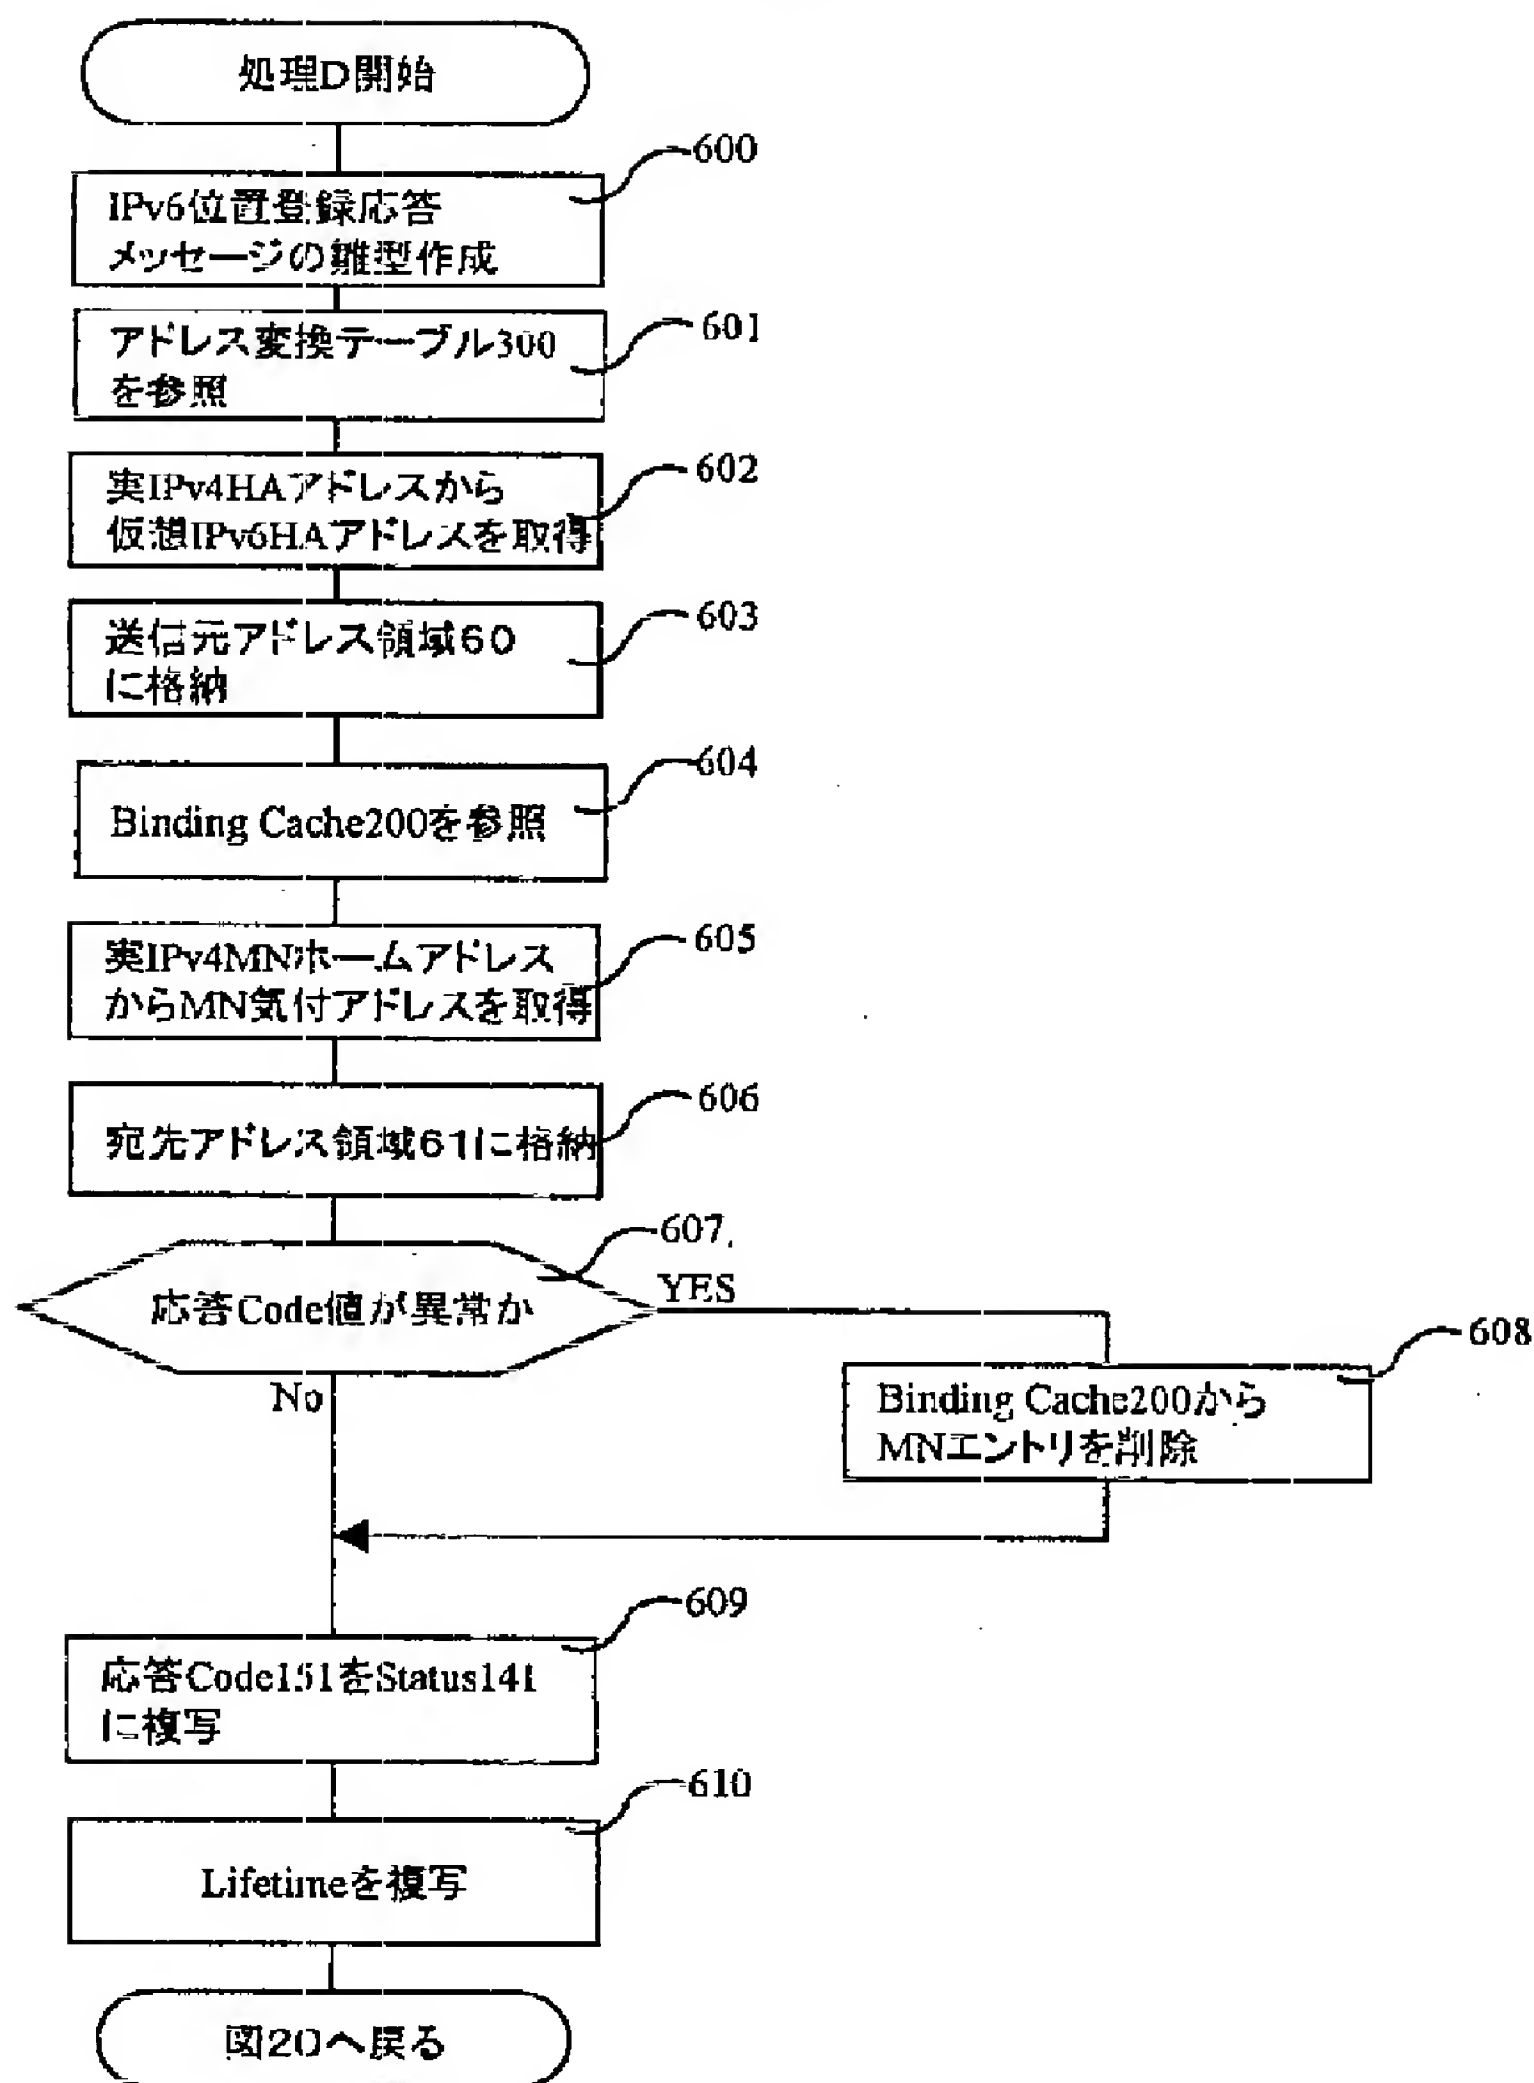 処理D開始
600
IPv6位置登録応答
メッセージの雛型作成
601
アドレス変換テーブル300
を参照
602
実IPv4HAアドレスから
仮想IPv6HAアドレスを取得
603
送信元アドレス領域60
に格納
604
Binding Cache200を参照
605
実IPv4MNホームアドレス
からMN気付アドレスを取得
606
宛先アドレス領域61に格納
607
応答Code値が異常か
YES
No
608
Binding Cache200から
MNエントリを削除
609
応答Code151をStatus141
に複写
610
Lifetimeを複写
図20へ戻る